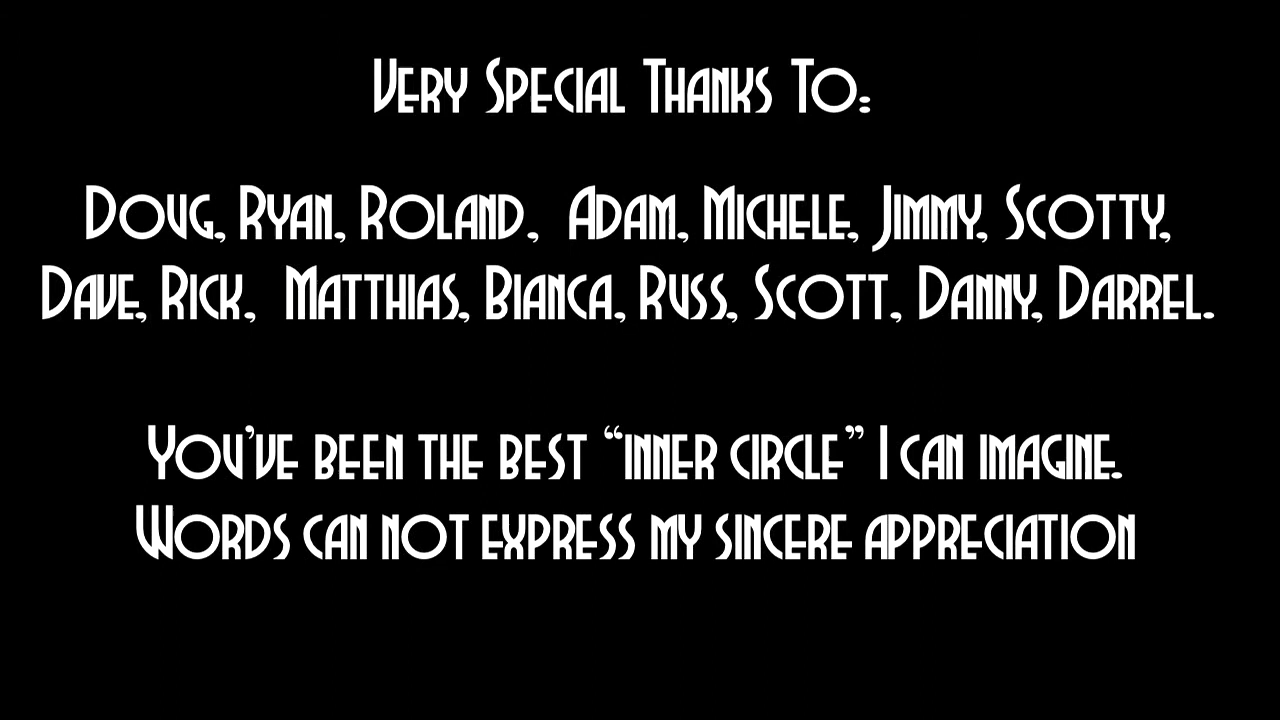 Very Special Thanks To:
Doug, Ryan, Roland, Adam, Michele, Jimmy, Scotty,
Dave, Rick, Matthias, Bianca, Russ, Scott, Danny, Darrel.
You've been the best “inner circle” I can imagine.
Words can not express my sincere appreciation